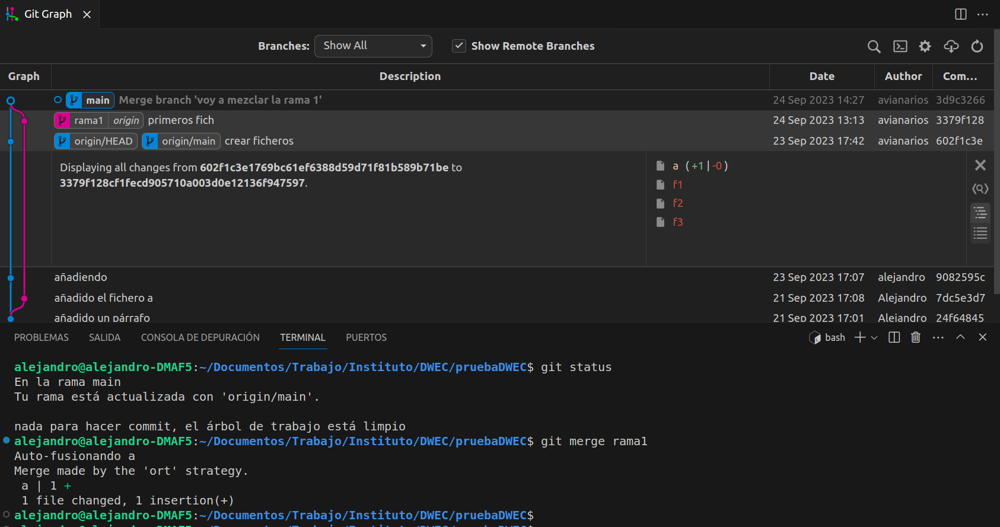 Git Graph
Branches: Show All Show Remote Branches
Graph Description Date Author Com...
main Merge branch 'voy a mezclar la rama 1' 24 Sep 2023 14:27 avianarios 3d9c3266
rama1 origin primeros fich 24 Sep 2023 13:13 avianarios 3379f128
origin/HEAD origin/main crear ficheros 23 Sep 2023 17:42 avianarios 602f1c3e
Displaying all changes from 602f1c3e1769bc61ef6388d59d71f81b589b71be to
3379f128cf1fecd905710a003d0e12136f947597.
a (+1|-0)
f1
f2
f3
añadiendo 23 Sep 2023 17:07 alejandro 9082595c
añadido el fichero a 21 Sep 2023 17:08 Alejandro 7dc5e3d7
añadido un párrafo 21 Sep 2023 17:01 Alejandro 24f64845
PROBLEMAS SALIDA CONSOLA DE DEPURACIÓN TERMINAL PUERTOS bash
alejandro@alejandro-DMAF5:~/Documentos/Trabajo/Instituto/DWEC/pruebaDWEC$ git status
En la rama main
Tu rama está actualizada con 'origin/main'.
nada para hacer commit, el árbol de trabajo está limpio
alejandro@alejandro-DMAF5:~/Documentos/Trabajo/Instituto/DWEC/pruebaDWEC$ git merge rama1
Auto-fusionando a
Merge made by the 'ort' strategy.
a | 1 +
1 file changed, 1 insertion(+)
alejandro@alejandro-DMAF5:~/Documentos/Trabajo/Instituto/DWEC/pruebaDWEC$